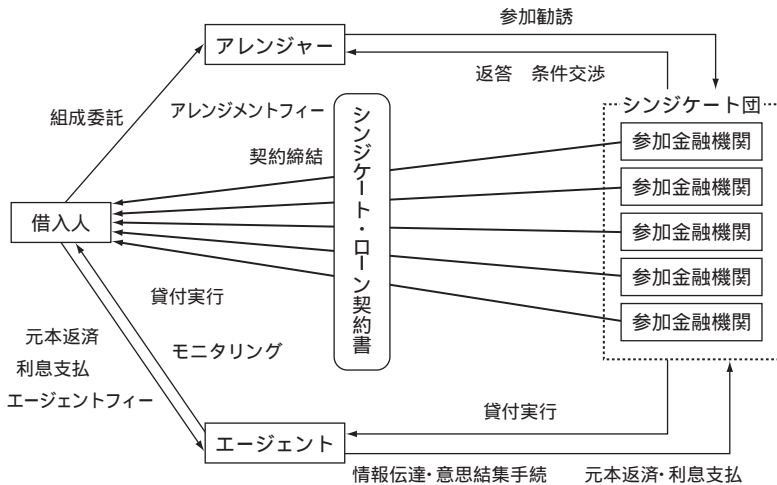 参加勧誘
アレンジャー
返答　条件交渉
シンジケート団
組成委託
アレンジメントフィー
契約締結
シンジケート・ローン契約書
参加金融機関
参加金融機関
参加金融機関
参加金融機関
参加金融機関
借入人
貸付実行
モニタリング
元本返済
利息支払
エージェントフィー
貸付実行
エージェント
情報伝達・意思結集手続　元本返済・利息支払